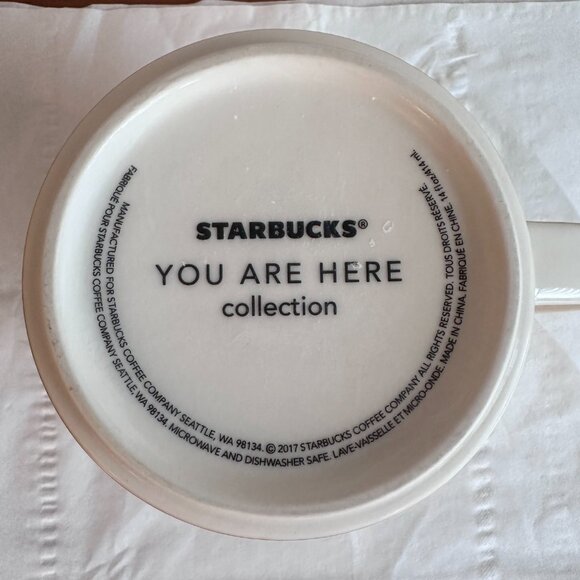 STARBUCKS®
YOU ARE HERE
collection
MANUFACTURED FOR STARBUCKS COFFEE COMPANY SEATTLE, WA 98134. © 2017 STARBUCKS COFFEE COMPANY ALL RIGHTS RESERVED. TOUS DROITS RÉSERVÉ. 14 fl oz/414 ml.
FABRIQUÉ POUR STARBUCKS COFFEE COMPANY SEATTLE, WA 98134. MICROWAVE AND DISHWASHER SAFE. LAVE-VAISSELLE ET MICRO-ONDE. MADE IN CHINA. FABRIQUÉ EN CHINE.